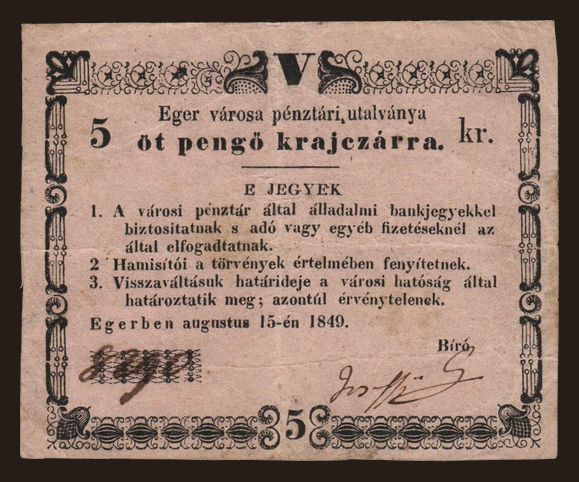 V
Eger városa pénztári utalványa
5 öt pengő krajczárra. kr.
E JEGYEK
1. A városi pénztár által álladalmi bankjegyekkel
biztositatnak s adó vagy egyéb fizetéseknél az
által elfogadtatnak.
2 Hamisítói a törvények értelmében fenyítetnek.
3. Visszaváltásuk határideje a városi hatóság által
határoztatik meg; azontúl érvénytelenek.
Egerben augustus 15-én 1849.
Bíró
5